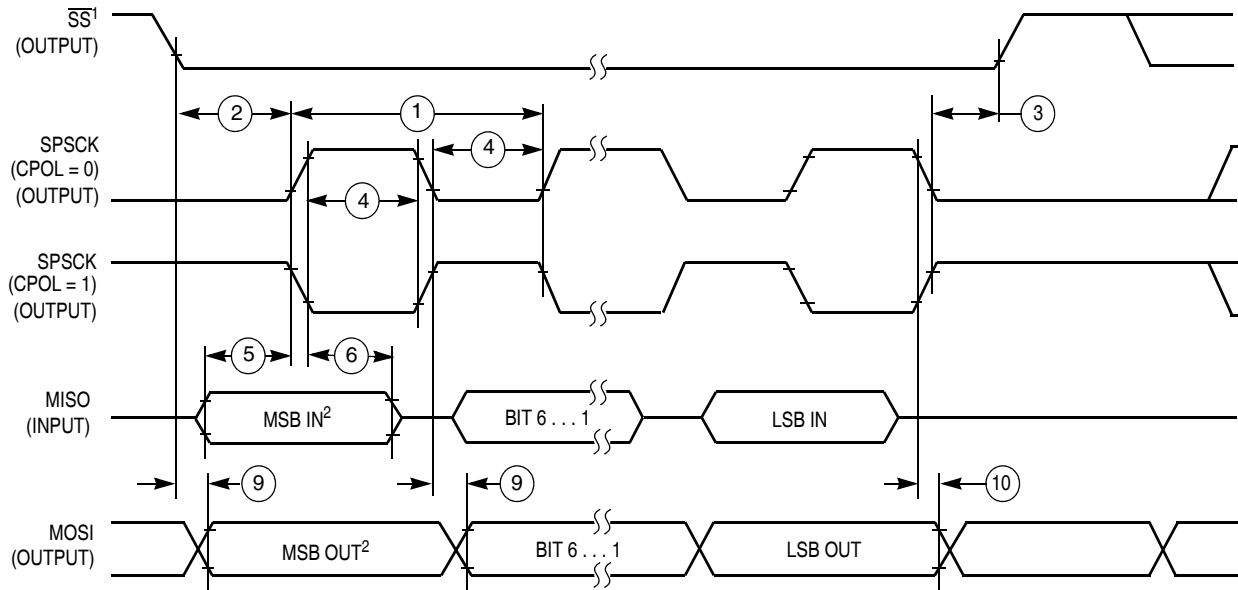 SS¹
(OUTPUT)
2
1
3
SPSCK
(CPOL = 0)
(OUTPUT)
4
4
SPSCK
(CPOL = 1)
(OUTPUT)
5
6
MISO
(INPUT)
MSB IN²
BIT 6 . . . 1
LSB IN
9
9
10
MOSI
(OUTPUT)
MSB OUT²
BIT 6 . . . 1
LSB OUT